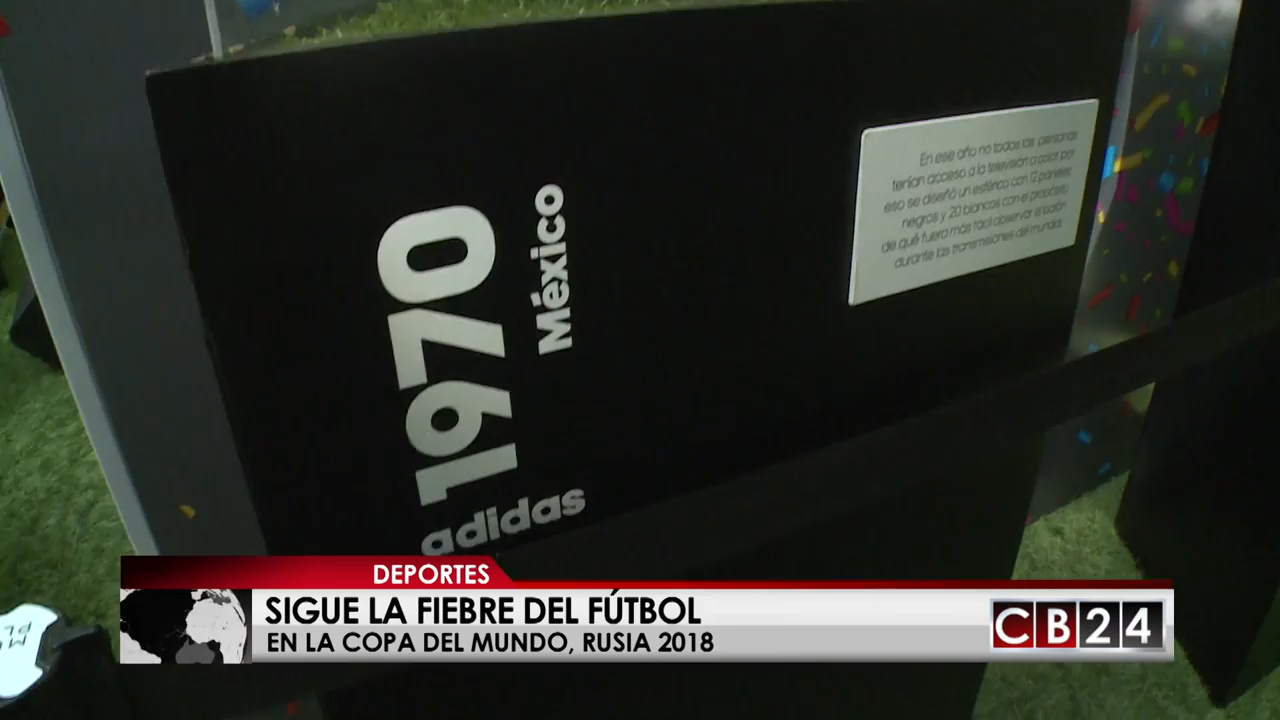 1970
México
adidas
En ese año no todas las personas
tenían acceso a la televisión a color por
eso se diseñó un esférico con 12 paneles
negros y 20 blancos con el propósito
de qué fuera más fácil observar el balón
durante las transmisiones del mundial.
DEPORTES
SIGUE LA FIEBRE DEL FÚTBOL
EN LA COPA DEL MUNDO, RUSIA 2018
CB24